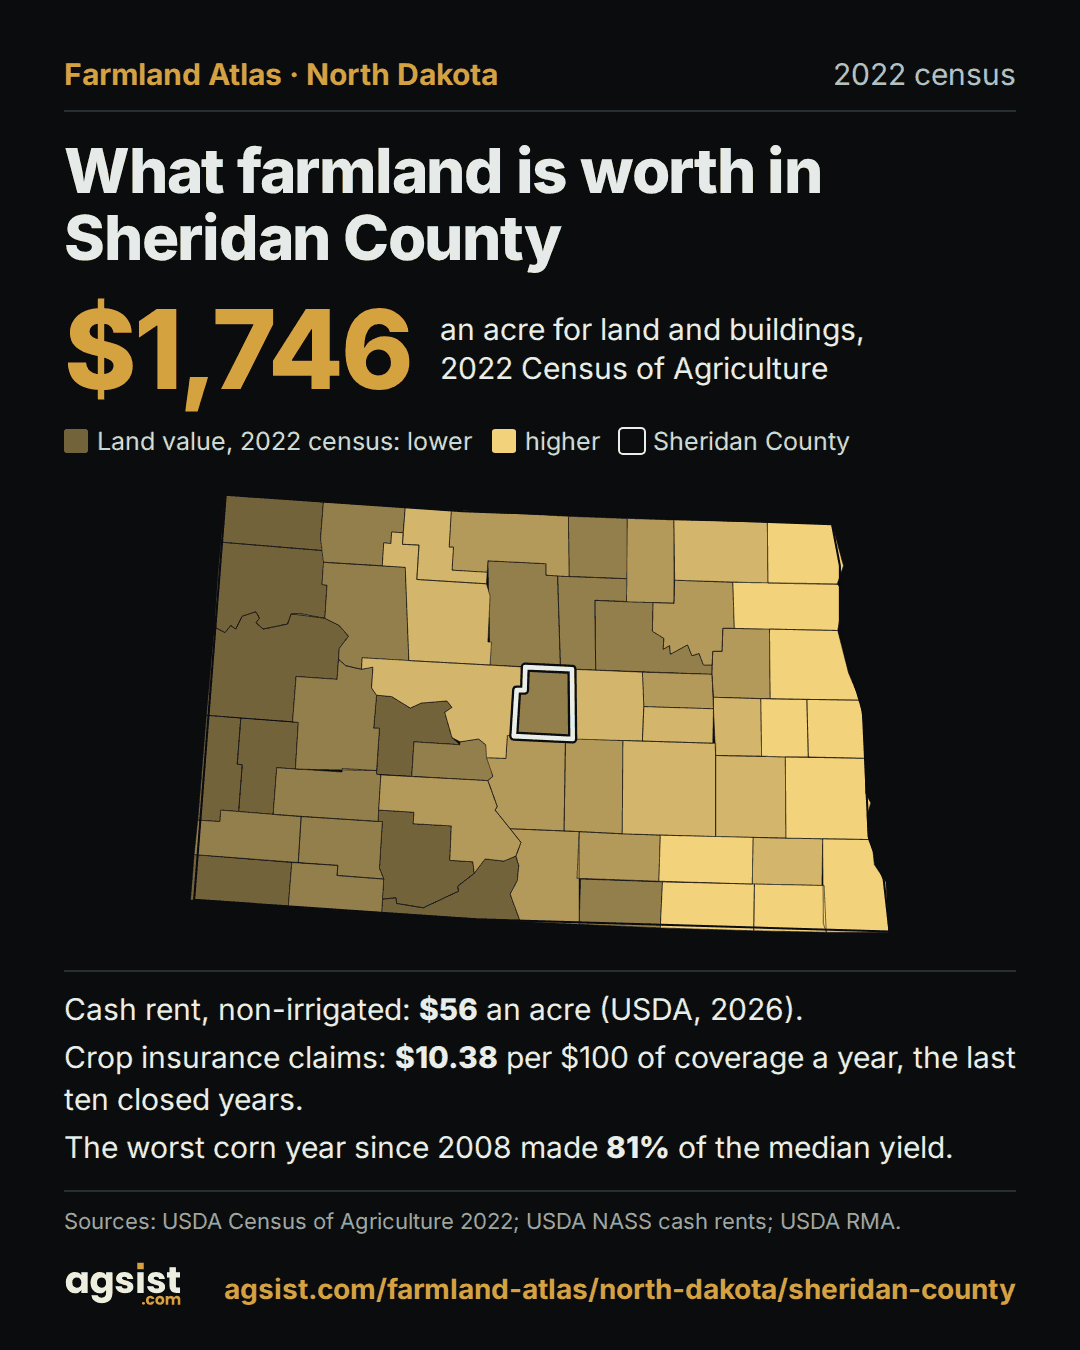 Farmland Atlas · North Dakota
2022 census
What farmland is worth in
Sheridan County
$1,746
an acre for land and buildings,
2022 Census of Agriculture
Land value, 2022 census: lower
higher
Sheridan County
Cash rent, non-irrigated: $56 an acre (USDA, 2026).
Crop insurance claims: $10.38 per $100 of coverage a year, the last
ten closed years.
The worst corn year since 2008 made 81% of the median yield.
Sources: USDA Census of Agriculture 2022; USDA NASS cash rents; USDA RMA.
agsist
.com
agsist.com/farmland-atlas/north-dakota/sheridan-county